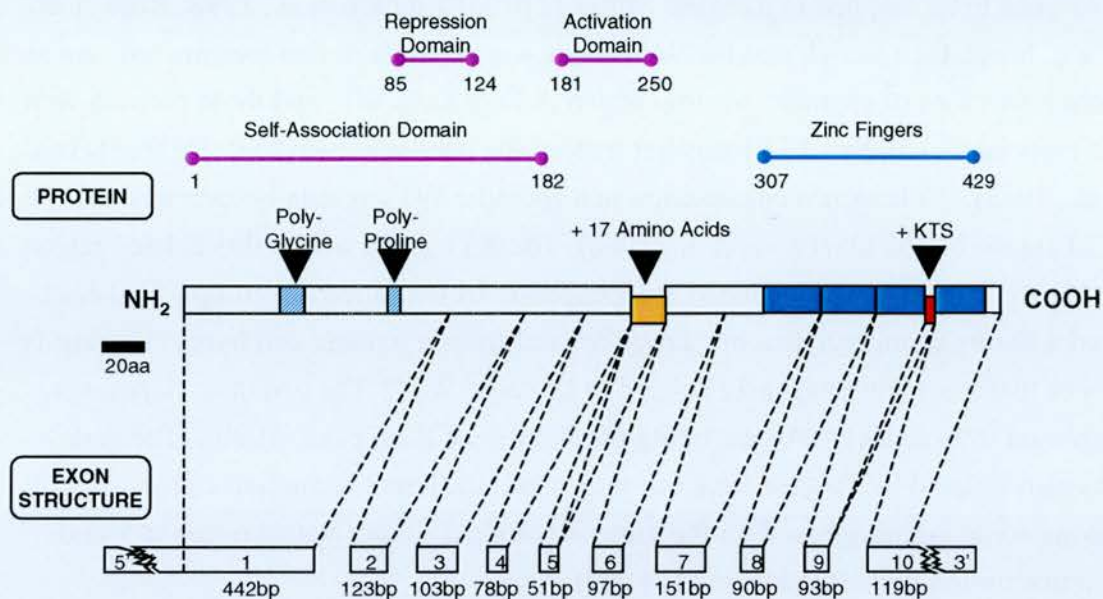 Repression Domain
85 124
Activation Domain
181 250
Self-Association Domain
1 182
Zinc Fingers
307 429
PROTEIN
Poly-Glycine
Poly-Proline
+ 17 Amino Acids
+ KTS
NH2
COOH
20aa
EXON STRUCTURE
5' 1 2 3 4 5 6 7 8 9 10 3'
442bp 123bp 103bp 78bp 51bp 97bp 151bp 90bp 93bp 119bp